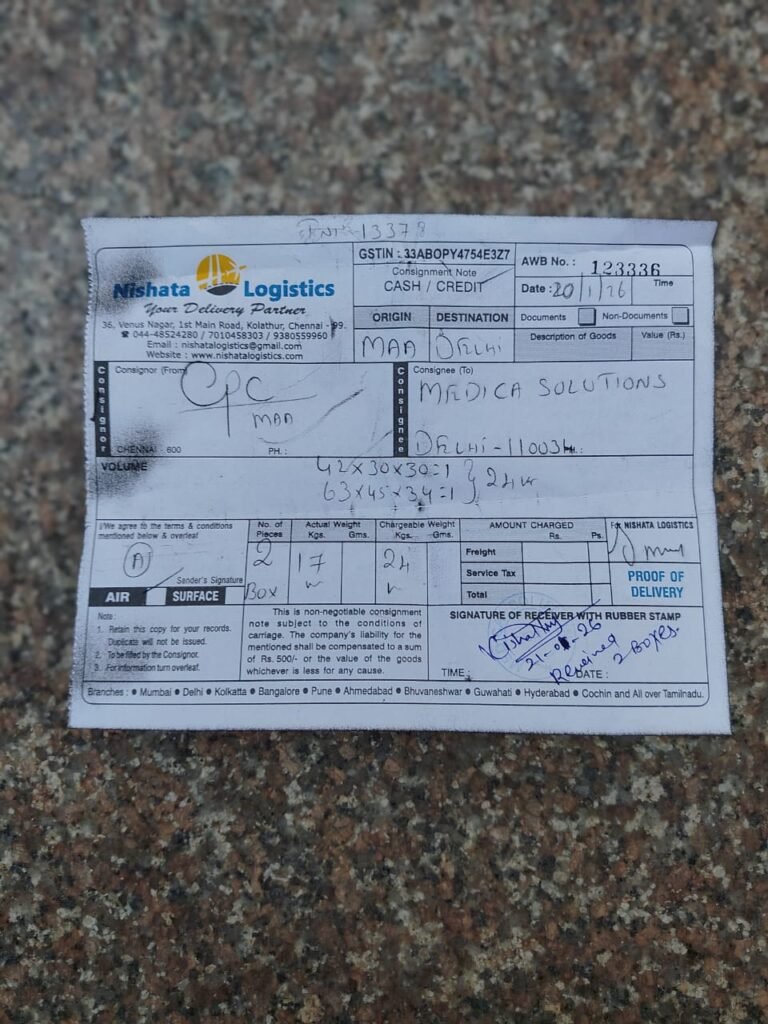 13378
Nishata Logistics
Your Delivery Partner
36, Venus Nagar, 1st Main Road, Kolathur, Chennai - 99.
☎ 044-48524280 / 7010458303 / 9380559960
Email : nishatalogistics@gmail.com
Website : www.nishatalogistics.com
GSTIN : 33ABOPY4754E3Z7
Consignment Note
CASH / CREDIT
AWB No. : 123336
Date : 20/1/26 Time
ORIGIN DESTINATION
MAA DELHI
Documents Non-Documents
Description of Goods Value (Rs.)
Consignor
Consignor (From)
CPC
MAA
CHENNAI - 600 PH. :
Consignee
Consignee (To)
MEDICA SOLUTIONS
DELHI - 110034
VOLUME
42x30x30=1
63x45x34=1 } 24
I/We agree to the terms & conditions
mentioned below & overleaf
A
Sender's Signature
AIR SURFACE
No. of Pieces
2
Box
Actual Weight
Kgs. Gms.
17
Chargeable Weight
Kgs. Gms.
24
AMOUNT CHARGED
Rs. Ps.
Freight
Service Tax
Total
For NISHATA LOGISTICS
PROOF OF
DELIVERY
Note :
1. Retain this copy for your records.
Duplicate will not be issued.
2. To be filled by the Consignor.
3. For information turn overleaf.
This is non-negotiable consignment
note subject to the conditions of
carriage. The company's liability for the
mentioned shall be compensated to a sum
of Rs.500/- or the value of the goods
whichever is less for any cause.
SIGNATURE OF RECEIVER WITH RUBBER STAMP
21-01-26
Received
2 Boxes.
TIME : DATE :
Branches : ● Mumbai ● Delhi ● Kolkatta ● Bangalore ● Pune ● Ahmedabad ● Bhuvaneshwar ● Guwahati ● Hyderabad ● Cochin and All over Tamilnadu.